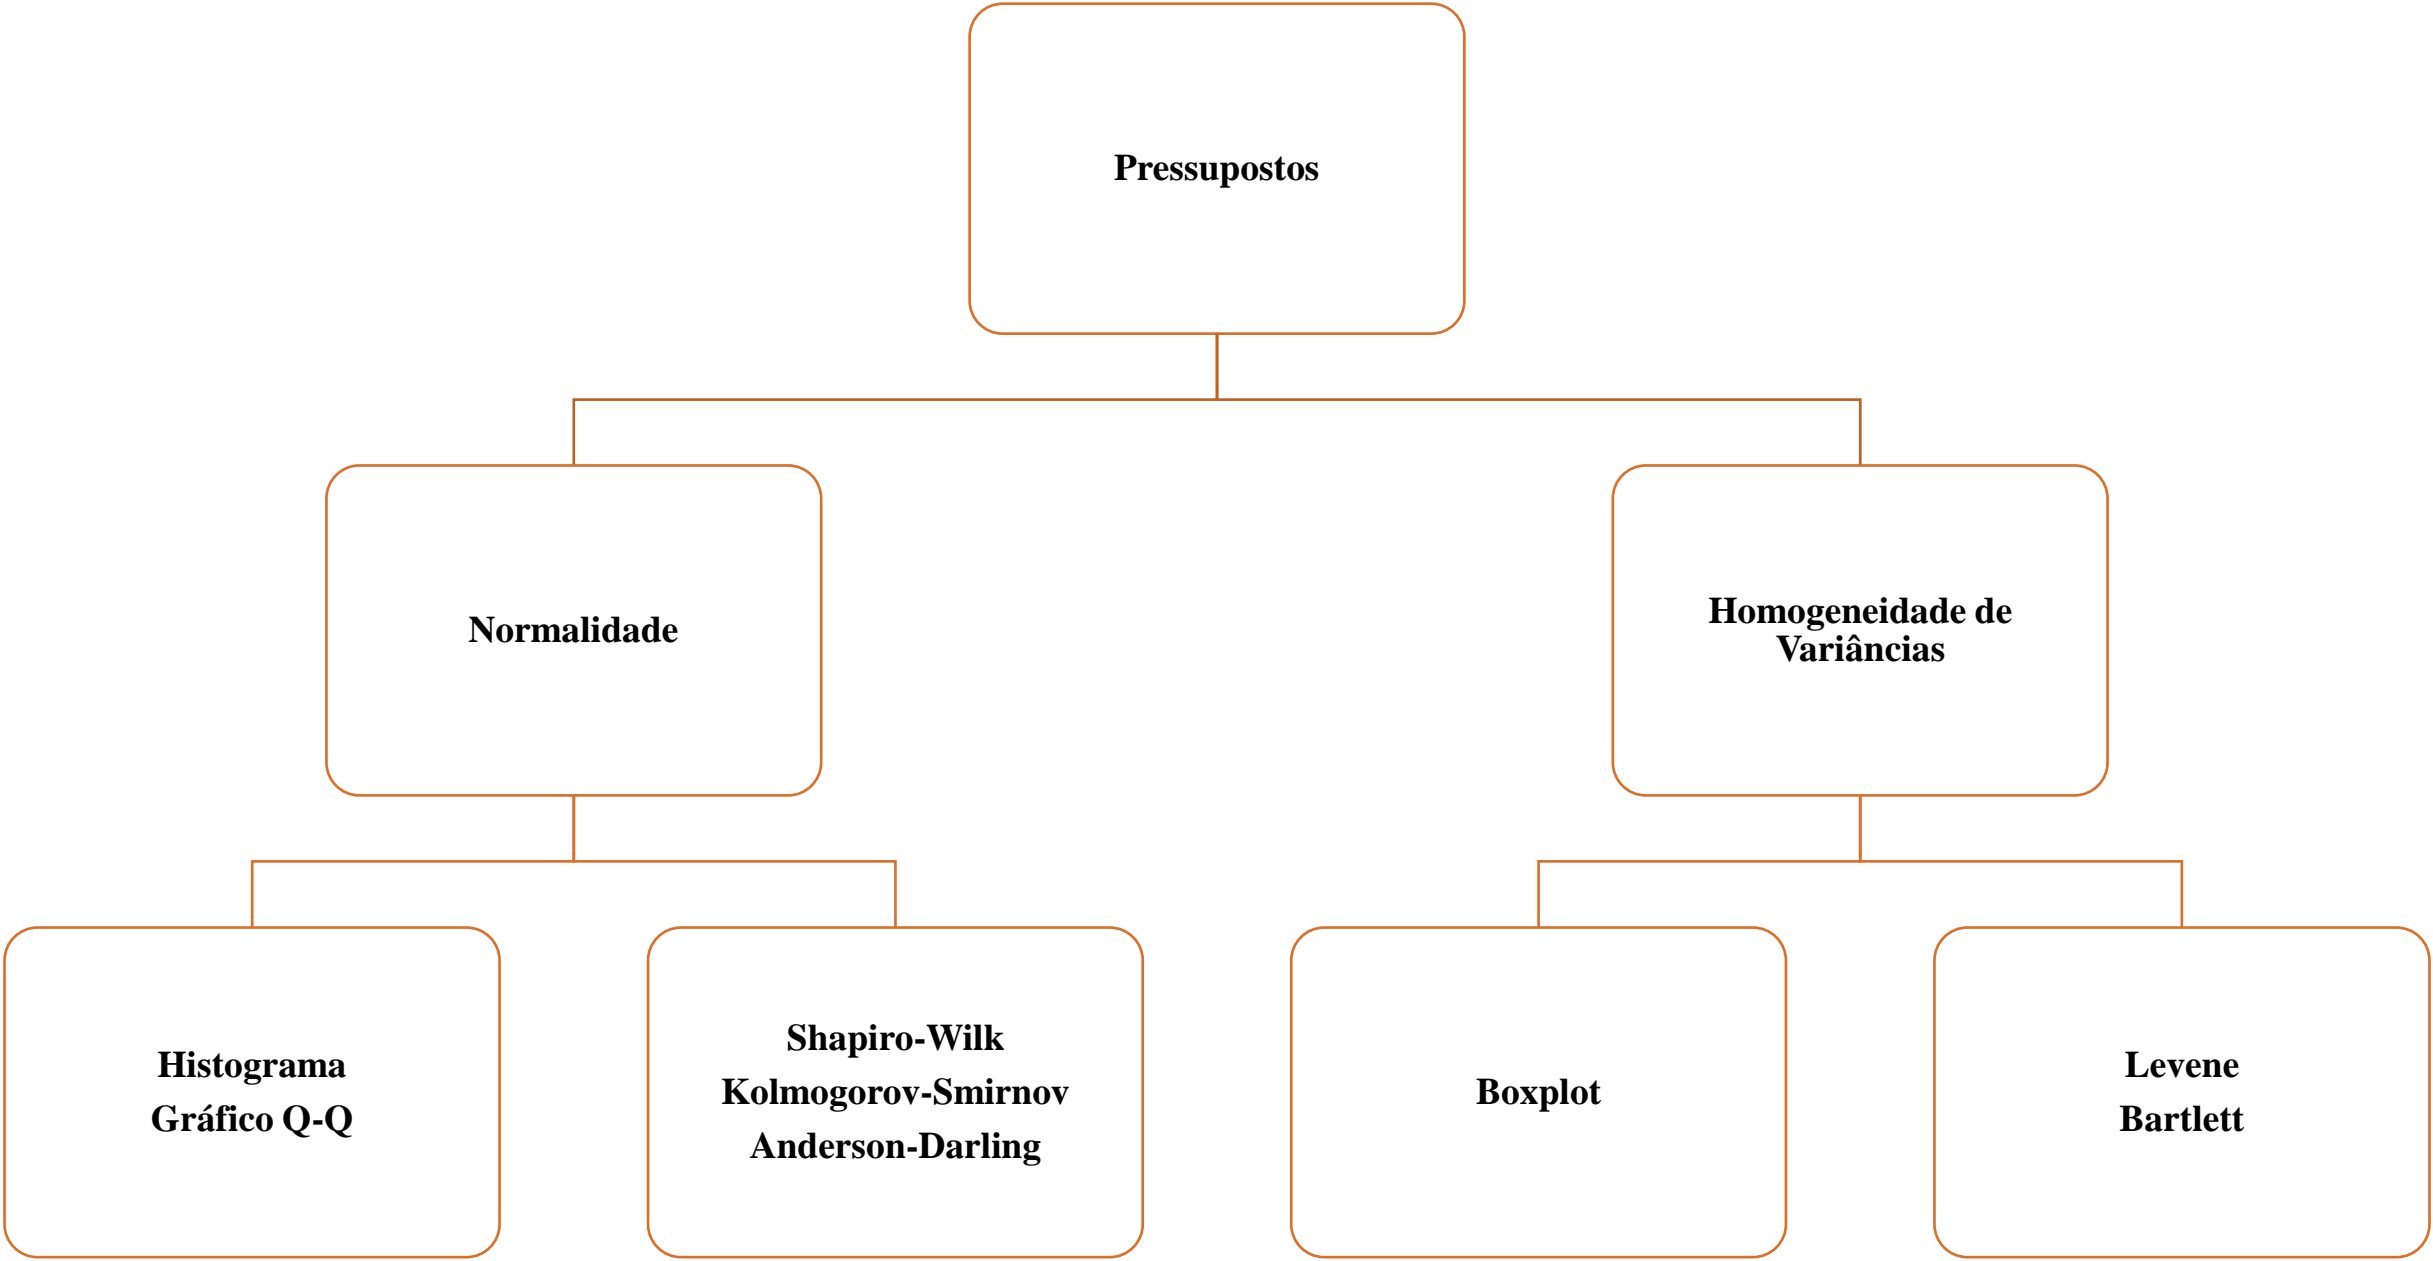 Pressupostos
Normalidade
Homogeneidade de
Variâncias
Histograma
Gráfico Q-Q
Shapiro-Wilk
Kolmogorov-Smirnov
Anderson-Darling
Boxplot
Levene
Bartlett